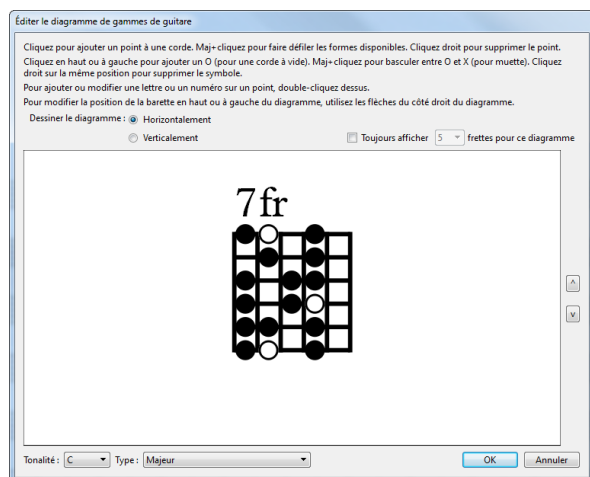 Éditer le diagramme de gammes de guitare
Cliquez pour ajouter un point à une corde. Maj+cliquez pour faire défiler les formes disponibles. Cliquez droit pour supprimer le point.
Cliquez en haut ou à gauche pour ajouter un O (pour une corde à vide). Maj+cliquez pour basculer entre O et X (pour muette). Cliquez
droit sur la même position pour supprimer le symbole.
Pour ajouter ou modifier une lettre ou un numéro sur un point, double-cliquez dessus.
Pour modifier la position de la barette en haut ou à gauche du diagramme, utilisez les flèches du côté droit du diagramme.
Dessiner le diagramme : Horizontalement
Verticalement Toujours afficher 5 frettes pour ce diagramme
7fr
Tonalité : C Type : Majeur OK Annuler